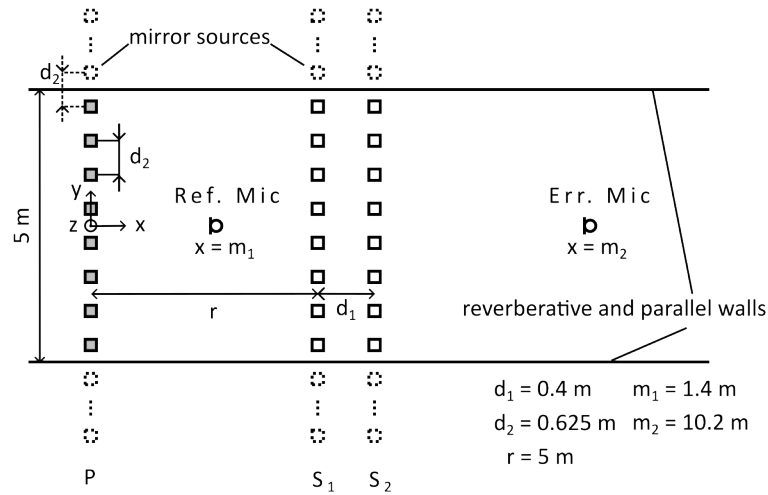 mirror sources
d₂
d₂
y
Ref. Mic
Err. Mic
z
x
x = m₁
x = m₂
5 m
r
d₁
reverberative and parallel walls
d₁ = 0.4 m
m₁ = 1.4 m
d₂ = 0.625 m
m₂ = 10.2 m
r = 5 m
P
S₁
S₂